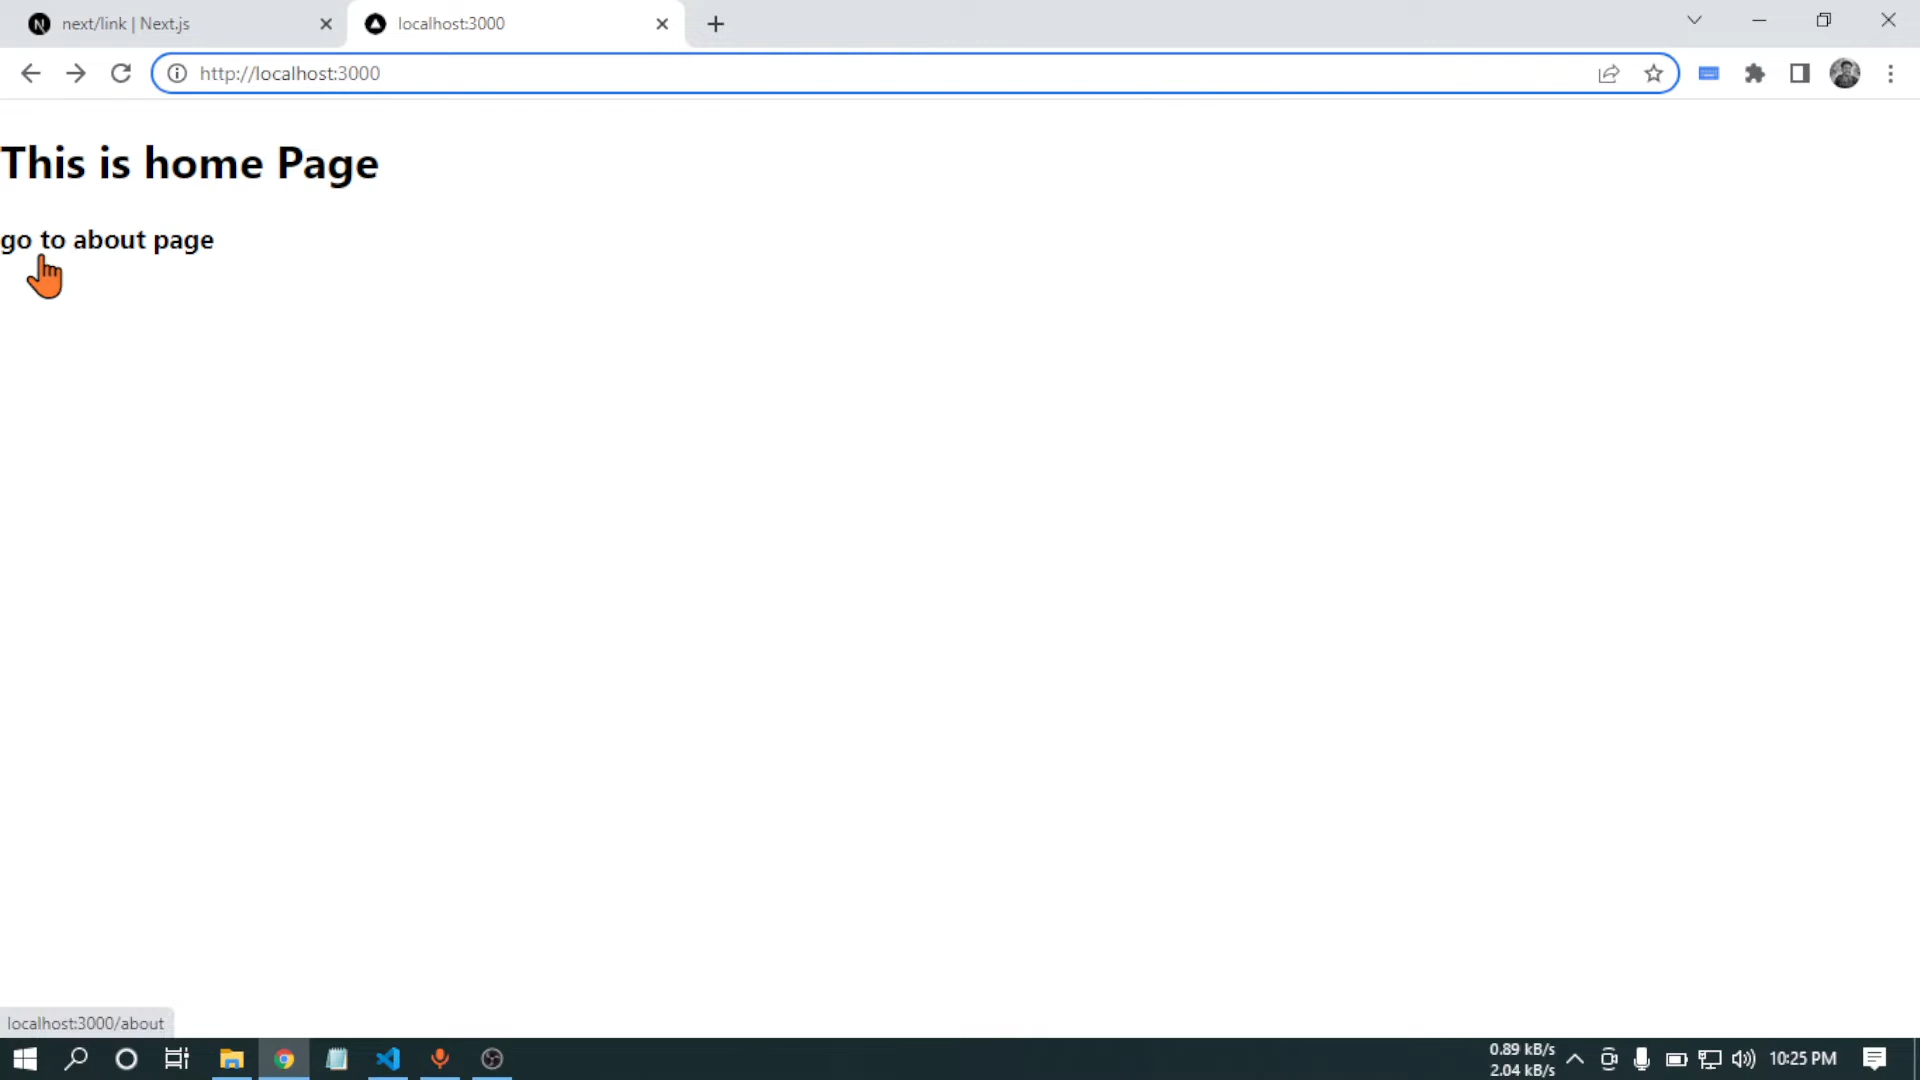 next/link | Next.js
localhost:3000
http://localhost:3000
This is home Page
go to about page
localhost:3000/about
0.89 kB/s
2.04 kB/s
10:25 PM